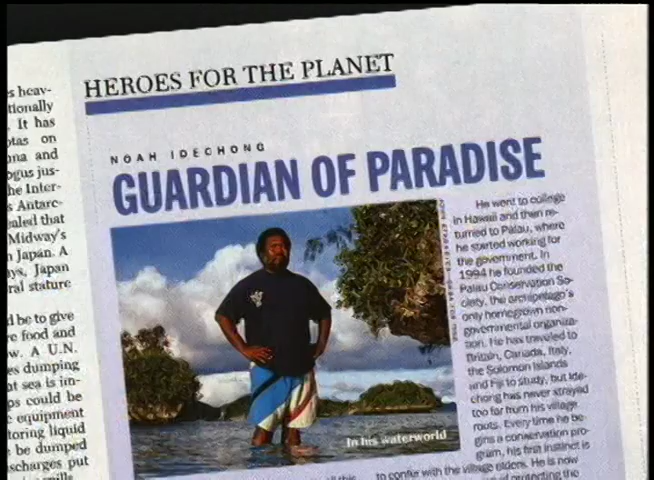 HEROES FOR THE PLANET
NOAH IDECHONG
GUARDIAN OF PARADISE
s heav-
tionally
. It has
otas on
una and
ogus jus-
he Inter-
s Antarc-
ealed that
Midway's
n Japan. A
ys, Japan
ral stature
d be to give
e food and
w. A U.N.
es dumping
at sea is im-
ps could be
e equipment
toring liquid
be dumped
scharges put
In his waterworld
He went to college
in Hawaii and then re-
turned to Palau, where
he started working for
the government. In
1994 he founded the
Palau Conservation So-
ciety, the archipelago's
only homegrown non-
governmental organiza-
tion. He has traveled to
Britain, Canada, Italy,
the Solomon Islands
and Fiji to study, but Ide-
chong has never strayed
too far from his village
roots. Every time he be-
gins a conservation pro-
gram, his first instinct is
to confer with the village elders. He is now